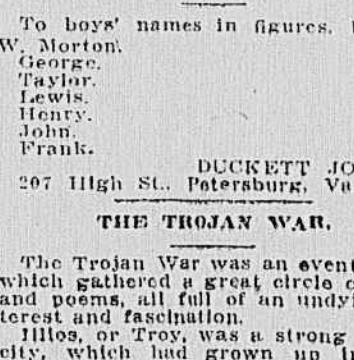 To boys' names in figures.
W. Morton.
George.
Taylor.
Lewis.
Henry.
John.
Frank.
DUCKETT JO
207 High St., Petersburg, Va
THE TROJAN WAR.
The Trojan War was an event
which gathered a great circle o
and poems, all full of an undyi
terest and fascination.
Ilios, or Troy, was a strong
city, which had grown up